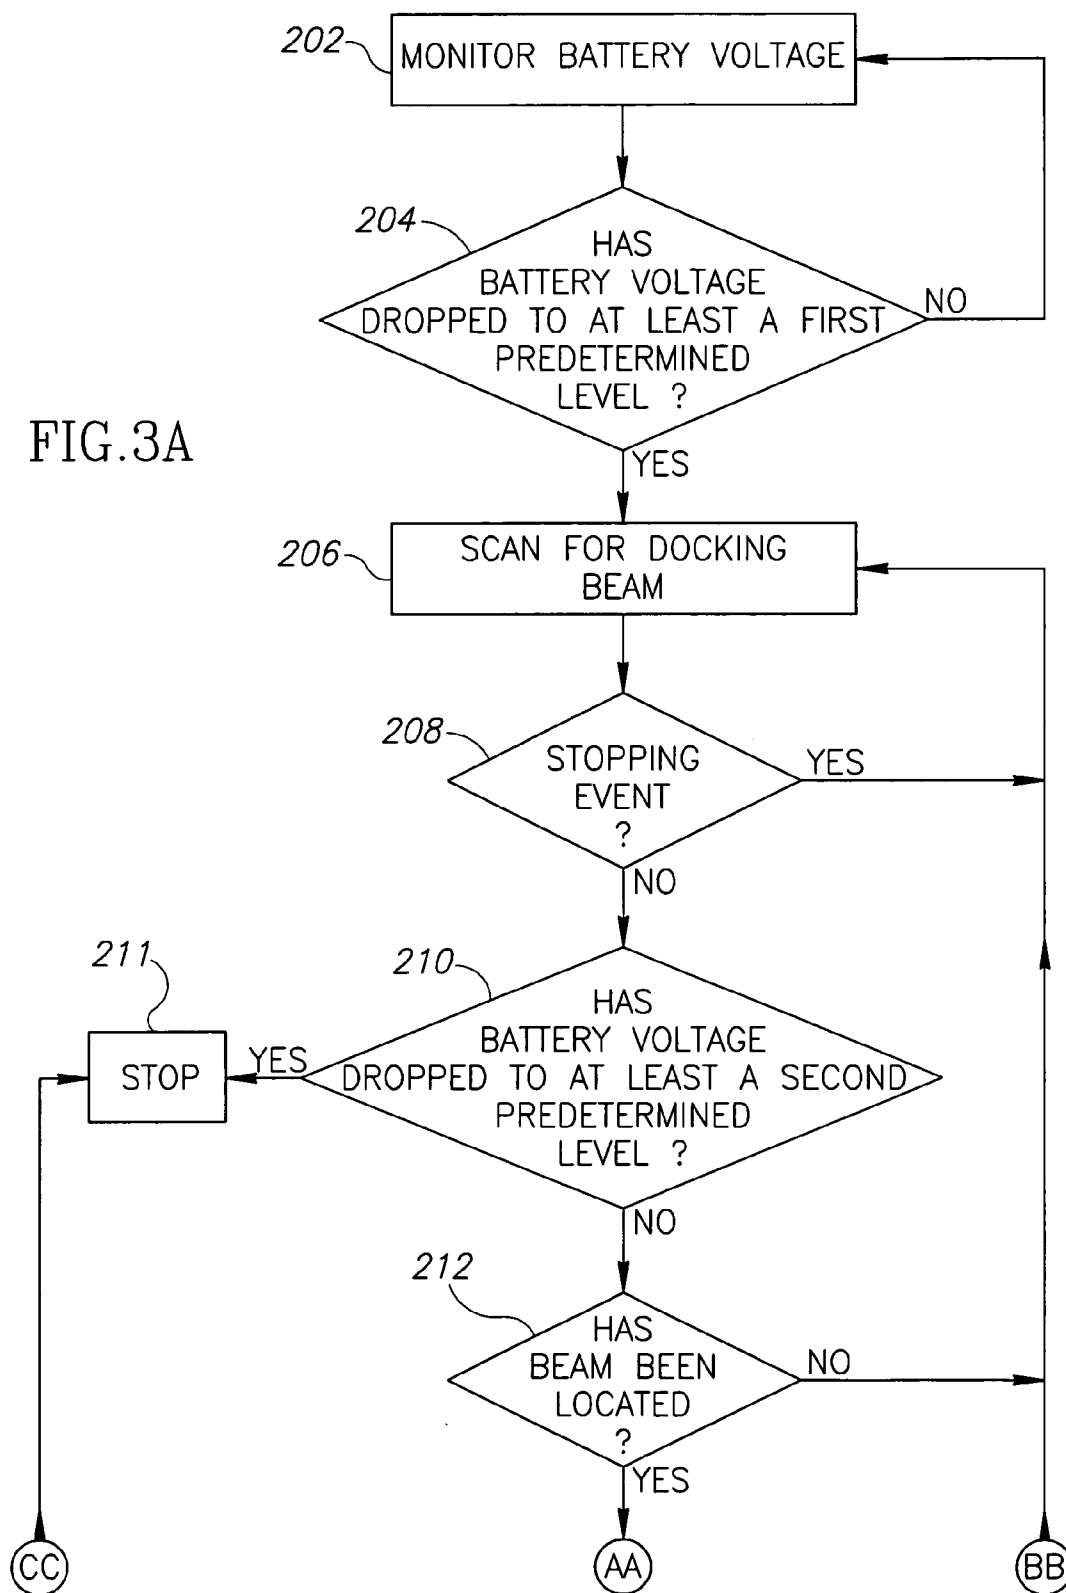 202
MONITOR BATTERY VOLTAGE
204
HAS
BATTERY VOLTAGE
DROPPED TO AT LEAST A FIRST
PREDETERMINED
LEVEL ?
NO
FIG.3A
YES
206
SCAN FOR DOCKING
BEAM
208
STOPPING
EVENT
?
YES
NO
211
STOP
210
HAS
BATTERY VOLTAGE
DROPPED TO AT LEAST A SECOND
PREDETERMINED
LEVEL ?
YES
NO
212
HAS
BEAM BEEN
LOCATED
?
NO
YES
CC
AA
BB